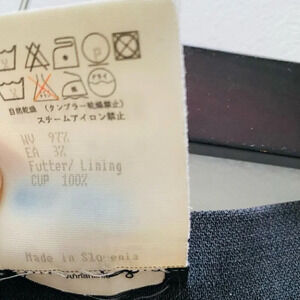 自然乾燥(タンブラー乾燥禁止)
スチームアイロン禁止
WV 97%
EA 3%
Futter/ Lining
CUP 100%
Made in Slovenia